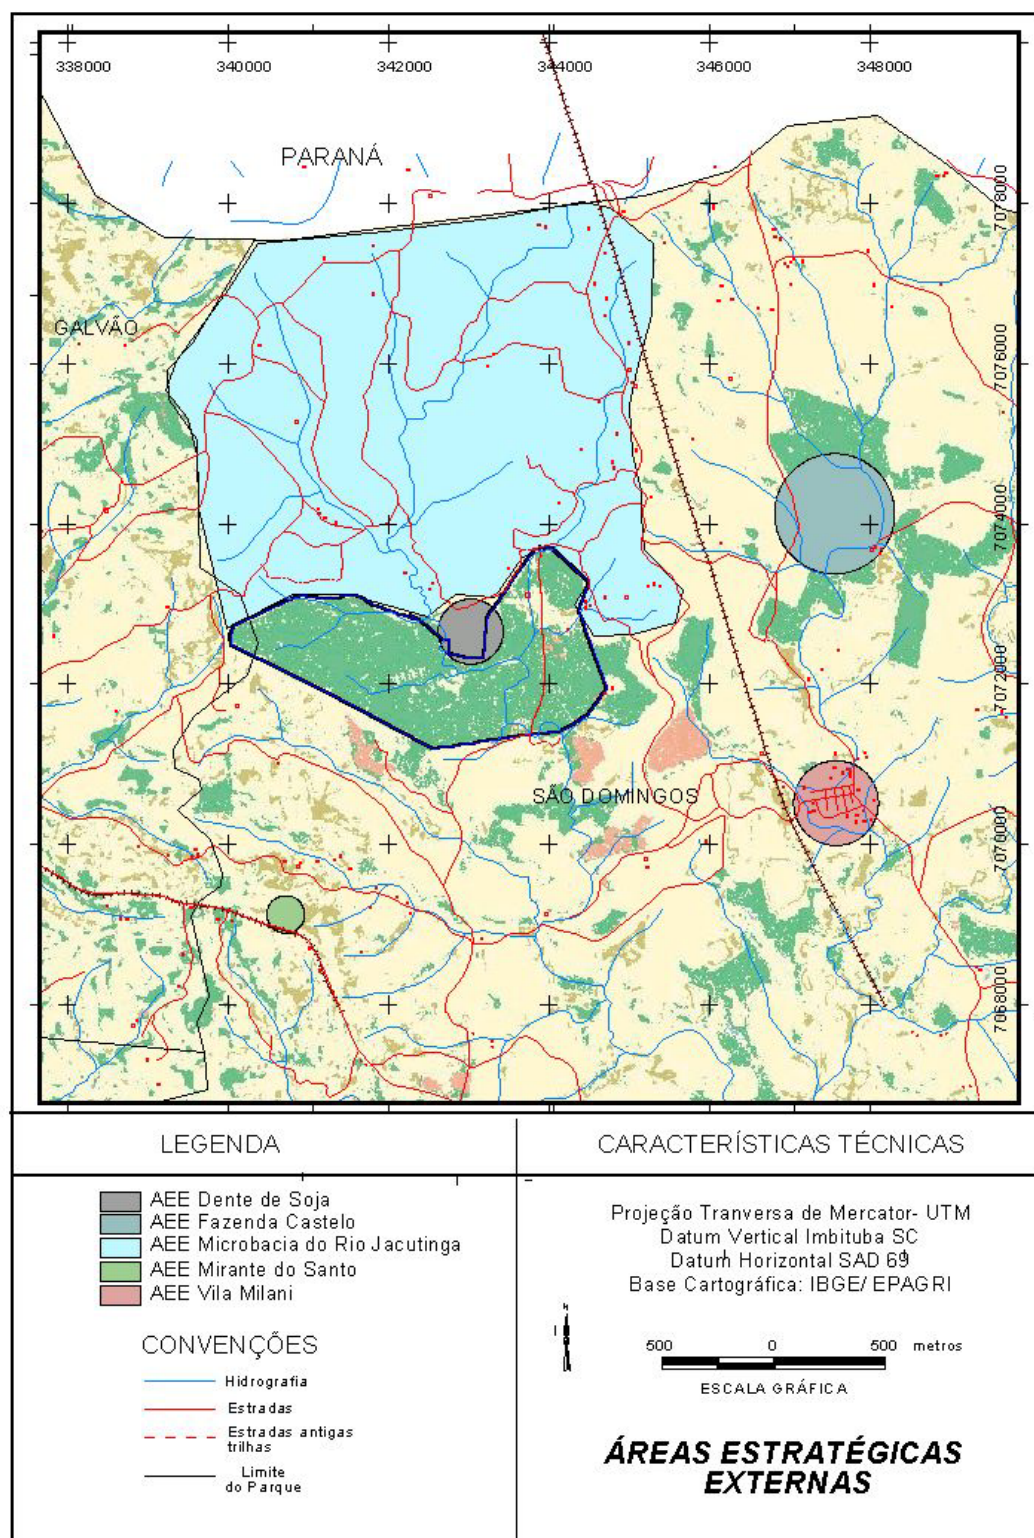 338000 340000 342000 344000 346000 348000
PARANÁ
7078000
GALVÃO
7076000
7074000
7072000
SÃO DOMINGOS
7070000
7068000
LEGENDA
AEE Dente de Soja
AEE Fazenda Castelo
AEE Microbacia do Rio Jacutinga
AEE Mirante do Santo
AEE Vila Milani
CONVENÇÕES
Hidrografia
Estradas
Estradas antigas
trilhas
Limite
do Parque
CARACTERÍSTICAS TÉCNICAS
Projeção Tranversa de Mercator- UTM
Datum Vertical Imbituba SC
Datum Horizontal SAD 69
Base Cartográfica: IBGE/ EPAGRI
N
500 0 500 metros
ESCALA GRÁFICA
ÁREAS ESTRATÉGICAS
EXTERNAS